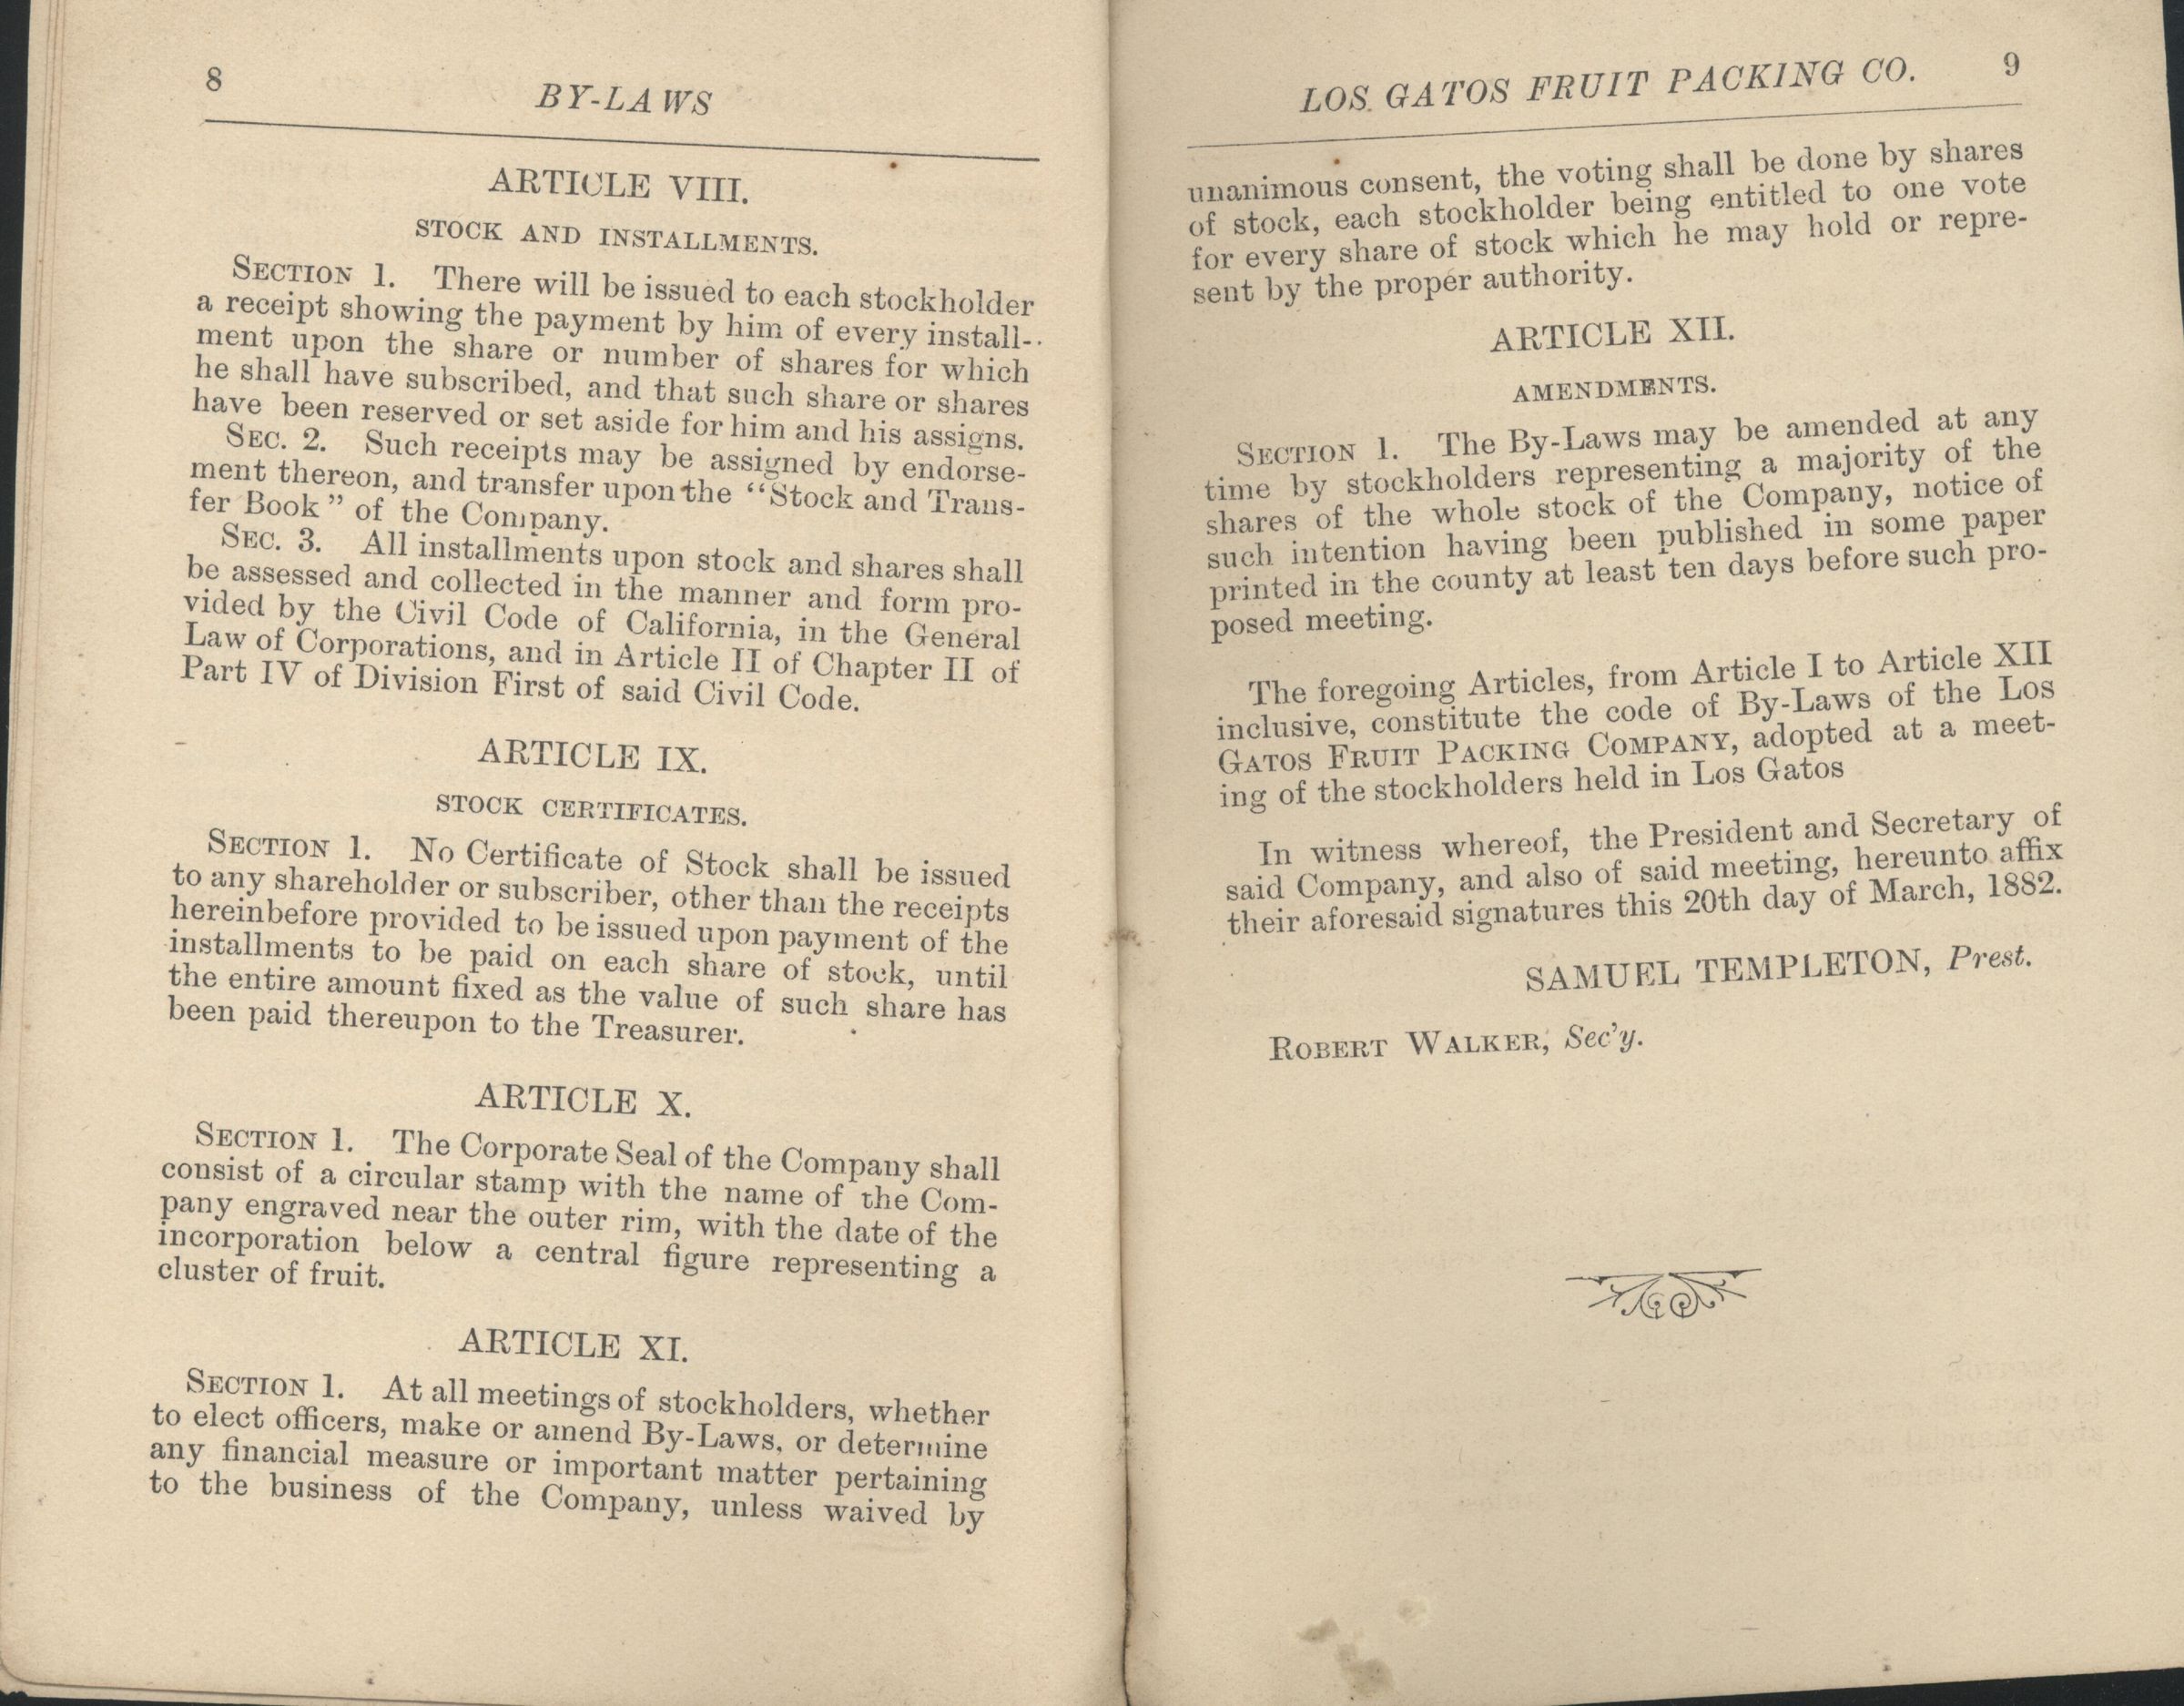 8
BY-LAWS
ARTICLE VIII.
STOCK AND INSTALLMENTS.
SECTION 1. There will be issued to each stockholder
a receipt showing the payment by him of every install-
ment upon the share or number of shares for which
he shall have subscribed, and that such share or shares
have been reserved or set aside for him and his assigns.
SEC. 2. Such receipts may be assigned by endorse-
ment thereon, and transfer upon the “Stock and Trans-
fer Book” of the Company.
SEC. 3. All installments upon stock and shares shall
be assessed and collected in the manner and form pro-
vided by the Civil Code of California, in the General
Law of Corporations, and in Article II of Chapter II of
Part IV of Division First of said Civil Code.
ARTICLE IX.
STOCK CERTIFICATES.
SECTION 1. No Certificate of Stock shall be issued
to any shareholder or subscriber, other than the receipts
hereinbefore provided to be issued upon payment of the
installments to be paid on each share of stock, until
the entire amount fixed as the value of such share has
been paid thereupon to the Treasurer.
ARTICLE X.
SECTION 1. The Corporate Seal of the Company shall
consist of a circular stamp with the name of the Com-
pany engraved near the outer rim, with the date of the
incorporation below a central figure representing a
cluster of fruit.
ARTICLE XI.
SECTION 1. At all meetings of stockholders, whether
to elect officers, make or amend By-Laws, or determine
any financial measure or important matter pertaining
to the business of the Company, unless waived by
LOS. GATOS FRUIT PACKING CO. 9
unanimous consent, the voting shall be done by shares
of stock, each stockholder being entitled to one vote
for every share of stock which he may hold or repre-
sent by the proper authority.
ARTICLE XII.
AMENDMENTS.
SECTION 1. The By-Laws may be amended at any
time by stockholders representing a majority of the
shares of the whole stock of the Company, notice of
such intention having been published in some paper
printed in the county at least ten days before such pro-
posed meeting.
The foregoing Articles, from Article I to Article XII
inclusive, constitute the code of By-Laws of the LOS
GATOS FRUIT PACKING COMPANY, adopted at a meet-
ing of the stockholders held in Los Gatos
In witness whereof, the President and Secretary of
said Company, and also of said meeting, hereunto affix
their aforesaid signatures this 20th day of March, 1882.
SAMUEL TEMPLETON, Prest.
ROBERT WALKER, Sec’y.